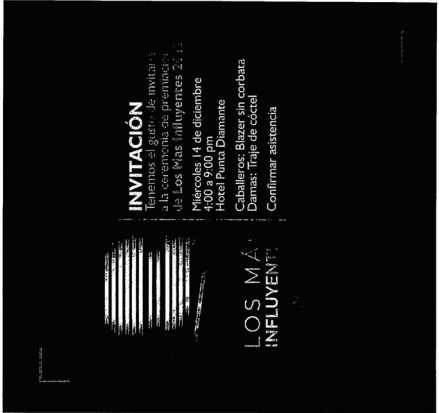 INVITACIÓN
Tenemos el gusto de invitarle
a la ceremonia de premiación
de Los Mas Influyentes
Miércoles 14 de diciembre
4:00 a 9:00 pm
Hotel Punta Diamante
Caballeros: Blazer sin corbata
Damas: Traje de cóctel
Confirmar asistencia
LOS MÁ
INFLUYENT